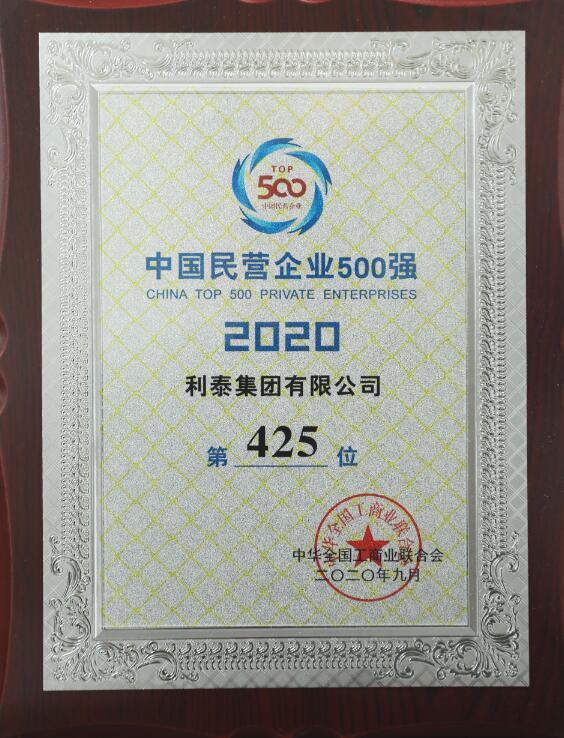 TOP
500
中国民营企业
中国民营企业500强
CHINA TOP 500 PRIVATE ENTERPRISES
2020
利泰集团有限公司
第 425 位
中华全国工商业联合会
中华全国工商业联合会
二〇二〇年九月